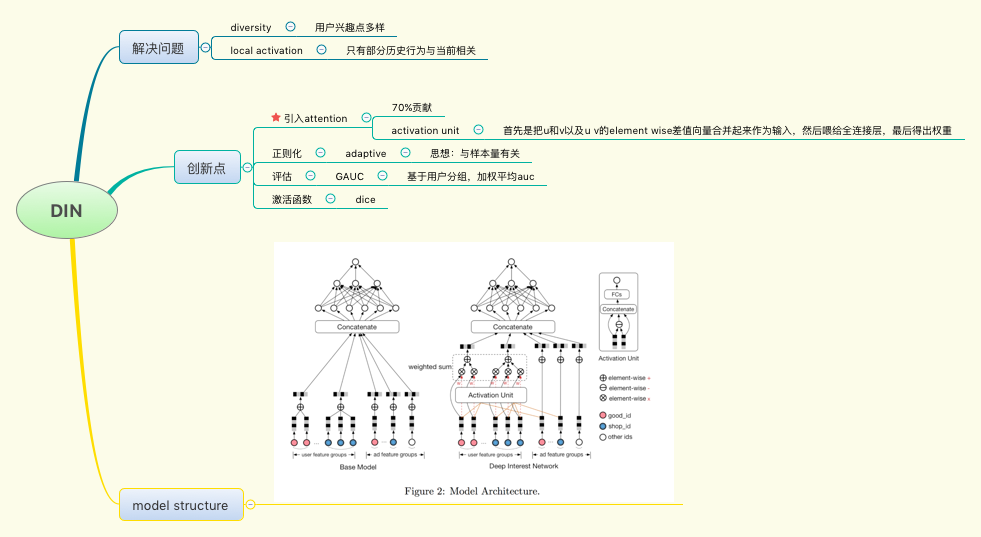 DIN
解决问题
diversity
用户兴趣点多样
local activation
只有部分历史行为与当前相关
创新点
引入attention
70%贡献
activation unit
首先是把u和v以及u v的element wise差值向量合并起来作为输入，然后喂给全连接层，最后得出权重
正则化
adaptive
思想：与样本量有关
评估
GAUC
基于用户分组，加权平均auc
激活函数
dice
model structure
Concatenate
user feature groups
ad feature groups
Base Model
Concatenate
weighted sum
Activation Unit
user feature groups
ad feature groups
Deep Interest Network
FCs
Concatenate
Activation Unit
element-wise +
element-wise -
element-wise x
good_id
shop_id
other ids
Figure 2: Model Architecture.